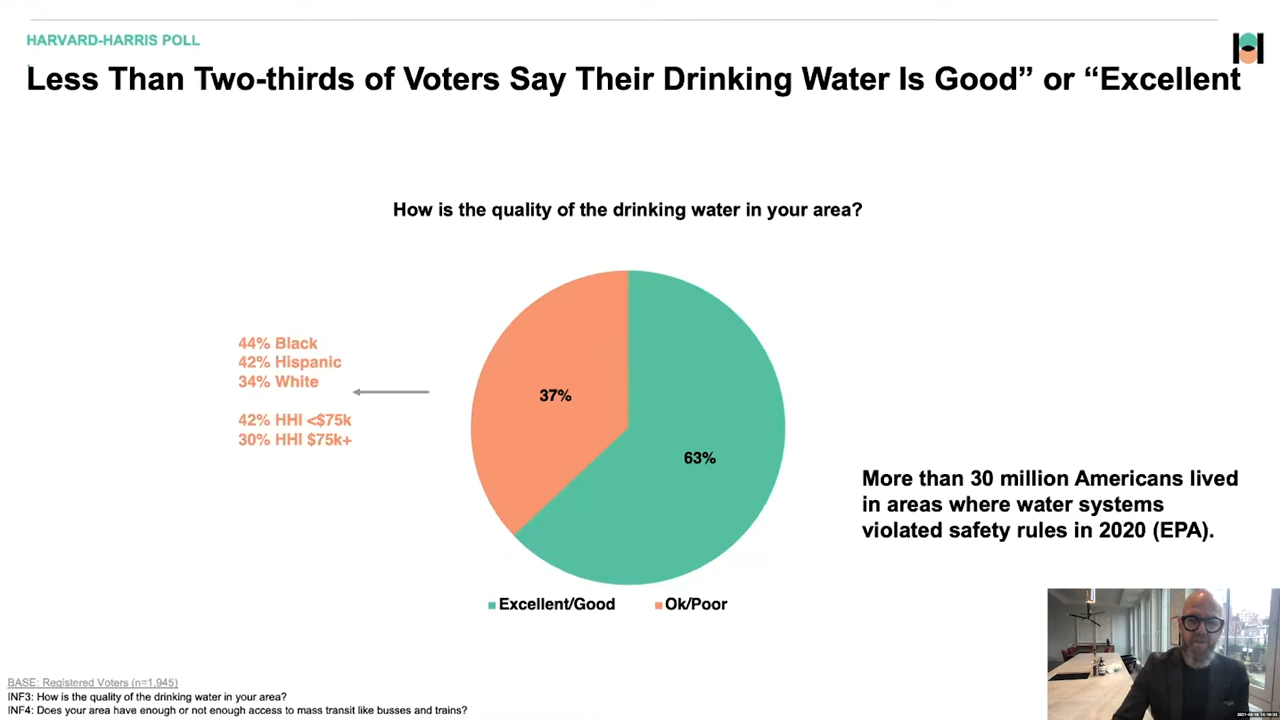 HARVARD-HARRIS POLL
Less Than Two-thirds of Voters Say Their Drinking Water Is Good” or “Excellent
How is the quality of the drinking water in your area?
44% Black
42% Hispanic
34% White
42% HHI <$75k
30% HHI $75k+
37%
63%
More than 30 million Americans lived
in areas where water systems
violated safety rules in 2020 (EPA).
Excellent/Good
Ok/Poor
BASE: Registered Voters (n=1,945)
INF3: How is the quality of the drinking water in your area?
INF4: Does your area have enough or not enough access to mass transit like busses and trains?